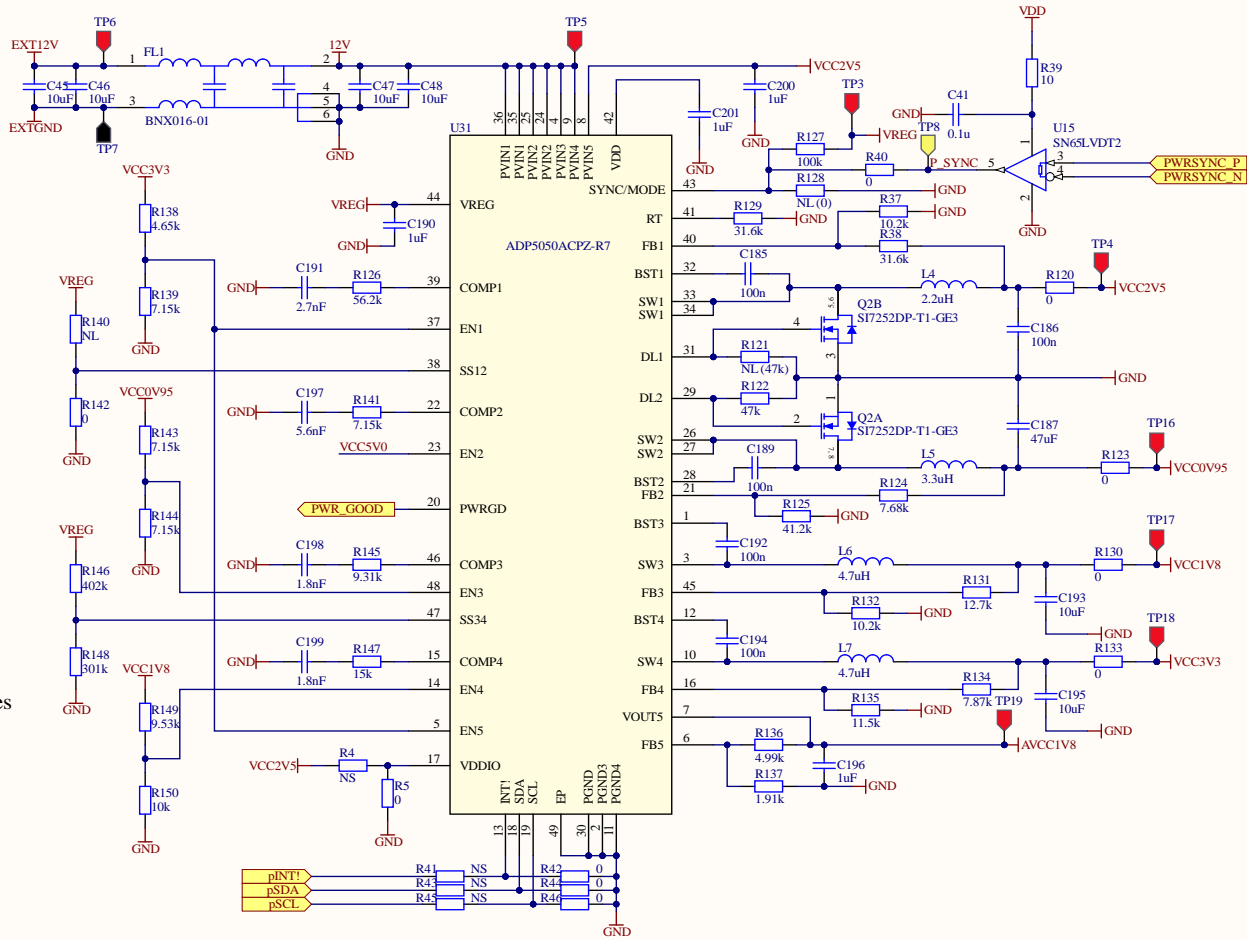 TP6
EXT12V
1
FL1
2
12V
TP5
C45
10uF
C46
10uF
3
BNX016-01
4
5
6
C47
10uF
C48
10uF
EXTGND
TP7
GND
VCC2V5
C200
1uF
GND
C201
1uF
GND
TP3
VREG
R127
100k
R128
NL (0)
GND
R40
0
TP8
P_SYNC
VDD
R39
10
C41
0.1u
GND
U15
SN65LVDT2
1
5
3
4
2
GND
PWRSYNC_P
PWRSYNC_N
U31
ADP5050ACPZ-R7
36
35
25
24
4
9
8
42
PVIN1
PVIN1
PVIN2
PVIN2
PVIN3
PVIN4
PVIN5
VDD
44
VREG
39
COMP1
37
EN1
38
SS12
22
COMP2
23
EN2
20
PWRGD
46
COMP3
48
EN3
47
SS34
15
COMP4
14
EN4
5
EN5
17
VDDIO
SYNC/MODE
43
RT
41
FB1
40
BST1
32
SW1
33
SW1
34
DL1
31
DL2
29
SW2
26
SW2
27
BST2
28
FB2
21
BST3
1
SW3
3
FB3
45
BST4
12
SW4
10
FB4
16
VOUT5
7
FB5
6
INT!
SDA
SCL
EP
PGND
PGND3
PGND4
13
18
19
49
30
2
11
VCC3V3
R138
4.65k
R139
7.15k
GND
VREG
GND
C190
1uF
GND
C191
2.7nF
R126
56.2k
VREG
R140
NL
R142
0
GND
VCC0V95
R143
7.15k
R144
7.15k
GND
GND
C197
5.6nF
R141
7.15k
VCC5V0
PWR_GOOD
VREG
R146
402k
R148
301k
GND
GND
C198
1.8nF
R145
9.31k
GND
C199
1.8nF
R147
15k
es
VCC1V8
R149
9.53k
R150
10k
GND
VCC2V5
R4
NS
R5
0
GND
pINT!
pSDA
pSCL
R41
NS
R42
0
R43
NS
R44
0
R45
NS
R46
0
GND
R129
31.6k
GND
R37
10.2k
GND
R38
31.6k
C185
100n
L4
2.2uH
R120
0
TP4
VCC2V5
Q2B
SI7252DP-T1-GE3
5,6
4
3
R121
NL (47k)
R122
47k
C186
100n
GND
1
2
Q2A
SI7252DP-T1-GE3
7,8
C187
47uF
C189
100n
L5
3.3uH
R123
0
TP16
VCC0V95
R124
7.68k
R125
41.2k
GND
C192
100n
L6
4.7uH
R130
0
TP17
VCC1V8
R131
12.7k
R132
10.2k
GND
C193
10uF
GND
C194
100n
L7
4.7uH
R133
0
TP18
VCC3V3
R134
7.87k
R135
11.5k
GND
C195
10uF
GND
TP19
AVCC1V8
R136
4.99k
R137
1.91k
C196
1uF
GND